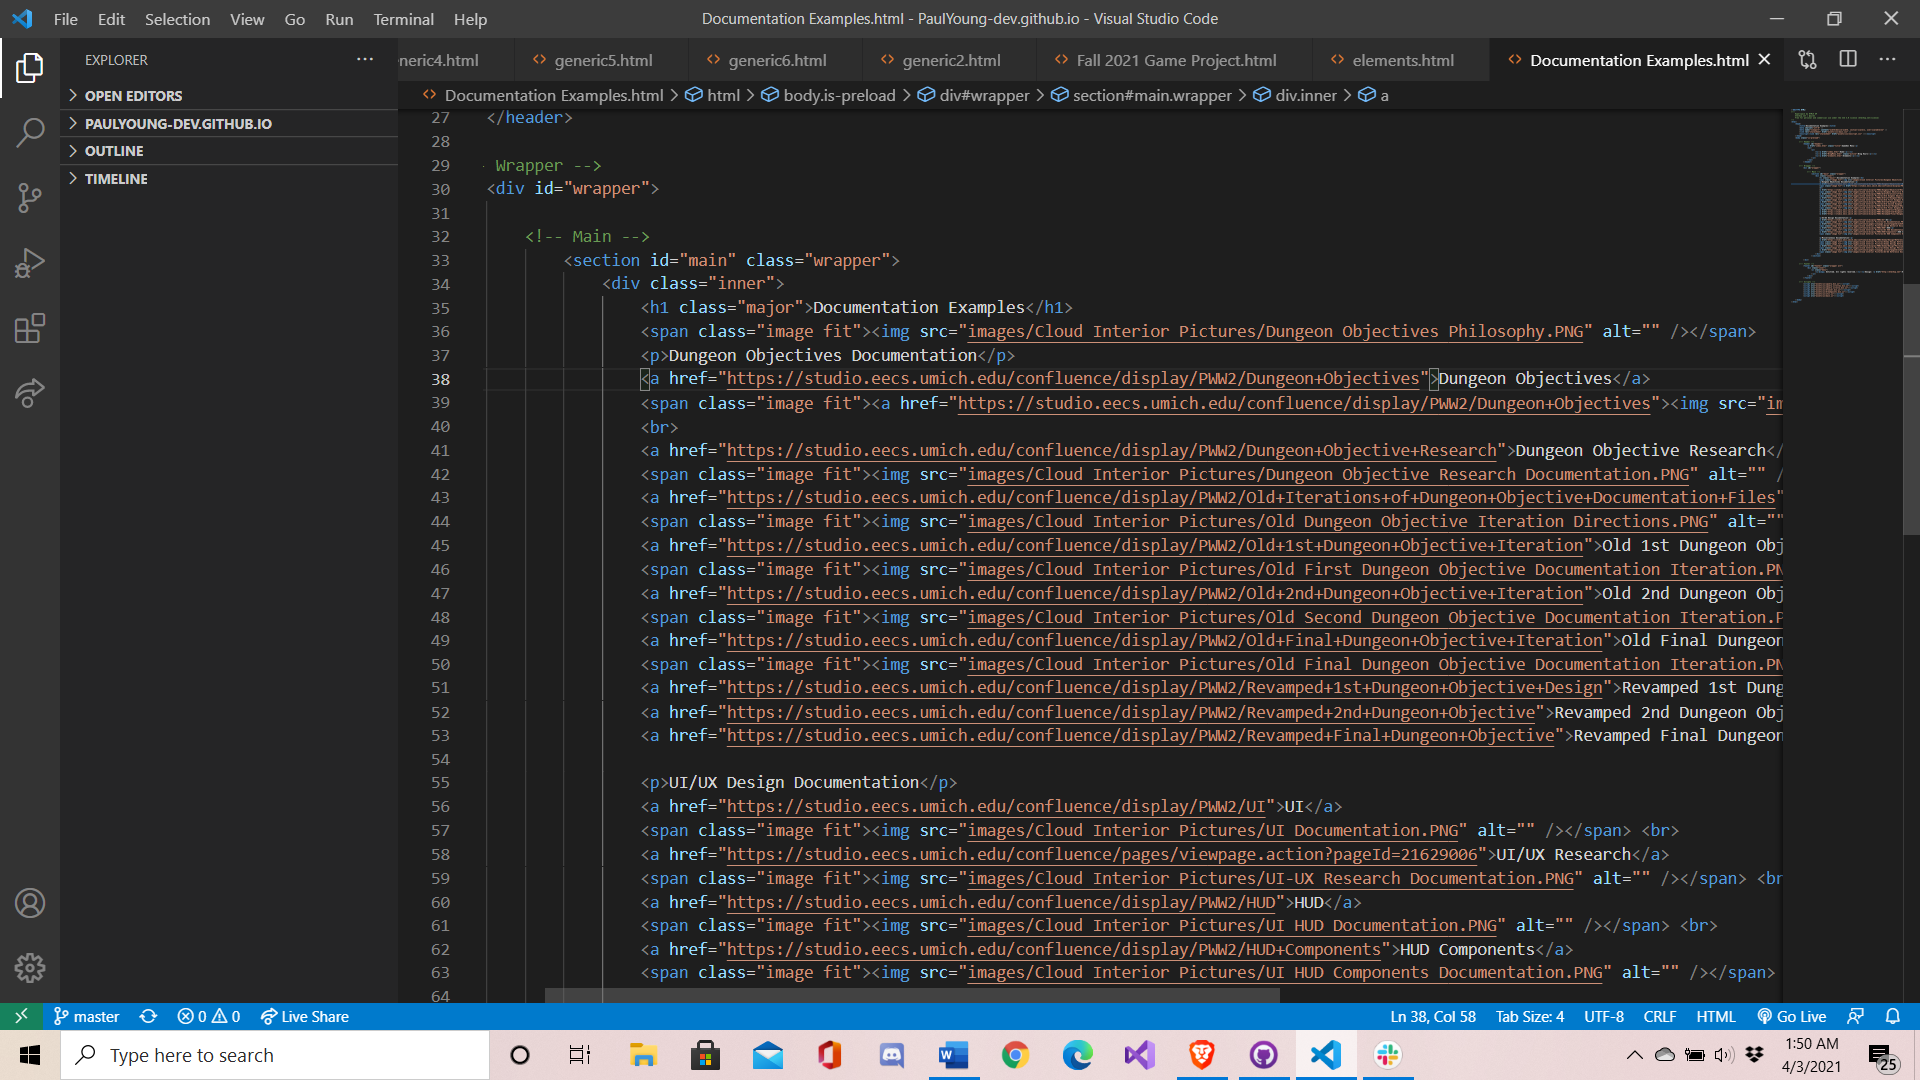 File Edit Selection View Go Run Terminal Help
Documentation Examples.html - PaulYoung-dev.github.io - Visual Studio Code
EXPLORER
OPEN EDITORS
PAULYOUNG-DEV.GITHUB.IO
OUTLINE
TIMELINE
neric4.html generic5.html generic6.html generic2.html Fall 2021 Game Project.html elements.html Documentation Examples.html
Documentation Examples.html > html > body.is-preload > div#wrapper > section#main.wrapper > div.inner > a
27 </header>
28
29 Wrapper -->
30 <div id="wrapper">
31
32 <!-- Main -->
33 <section id="main" class="wrapper">
34 <div class="inner">
35 <h1 class="major">Documentation Examples</h1>
36 <span class="image fit"><img src="images/Cloud Interior Pictures/Dungeon Objectives Philosophy.PNG" alt="" /></span>
37 <p>Dungeon Objectives Documentation</p>
38 <a href="https://studio.eecs.umich.edu/confluence/display/PWW2/Dungeon+Objectives">Dungeon Objectives</a>
39 <span class="image fit"><a href="https://studio.eecs.umich.edu/confluence/display/PWW2/Dungeon+Objectives"><img src="im
40 <br>
41 <a href="https://studio.eecs.umich.edu/confluence/display/PWW2/Dungeon+Objective+Research">Dungeon Objective Research</
42 <span class="image fit"><img src="images/Cloud Interior Pictures/Dungeon Objective Research Documentation.PNG" alt="" /
43 <a href="https://studio.eecs.umich.edu/confluence/display/PWW2/Old+Iterations+of+Dungeon+Objective+Documentation+Files"
44 <span class="image fit"><img src="images/Cloud Interior Pictures/Old Dungeon Objective Iteration Directions.PNG" alt=""
45 <a href="https://studio.eecs.umich.edu/confluence/display/PWW2/Old+1st+Dungeon+Objective+Iteration">Old 1st Dungeon Obj
46 <span class="image fit"><img src="images/Cloud Interior Pictures/Old First Dungeon Objective Documentation Iteration.PN
47 <a href="https://studio.eecs.umich.edu/confluence/display/PWW2/Old+2nd+Dungeon+Objective+Iteration">Old 2nd Dungeon Obj
48 <span class="image fit"><img src="images/Cloud Interior Pictures/Old Second Dungeon Objective Documentation Iteration.P
49 <a href="https://studio.eecs.umich.edu/confluence/display/PWW2/Old+Final+Dungeon+Objective+Iteration">Old Final Dungeon
50 <span class="image fit"><img src="images/Cloud Interior Pictures/Old Final Dungeon Objective Documentation Iteration.PN
51 <a href="https://studio.eecs.umich.edu/confluence/display/PWW2/Revamped+1st+Dungeon+Objective+Design">Revamped 1st Dung
52 <a href="https://studio.eecs.umich.edu/confluence/display/PWW2/Revamped+2nd+Dungeon+Objective">Revamped 2nd Dungeon Obj
53 <a href="https://studio.eecs.umich.edu/confluence/display/PWW2/Revamped+Final+Dungeon+Objective">Revamped Final Dungeon
54
55 <p>UI/UX Design Documentation</p>
56 <a href="https://studio.eecs.umich.edu/confluence/display/PWW2/UI">UI</a>
57 <span class="image fit"><img src="images/Cloud Interior Pictures/UI Documentation.PNG" alt="" /></span> <br>
58 <a href="https://studio.eecs.umich.edu/confluence/pages/viewpage.action?pageId=21629006">UI/UX Research</a>
59 <span class="image fit"><img src="images/Cloud Interior Pictures/UI-UX Research Documentation.PNG" alt="" /></span> <br
60 <a href="https://studio.eecs.umich.edu/confluence/display/PWW2/HUD">HUD</a>
61 <span class="image fit"><img src="images/Cloud Interior Pictures/UI HUD Documentation.PNG" alt="" /></span> <br>
62 <a href="https://studio.eecs.umich.edu/confluence/display/PWW2/HUD+Components">HUD Components</a>
63 <span class="image fit"><img src="images/Cloud Interior Pictures/UI HUD Components Documentation.PNG" alt="" /></span>
64
master 0 0 Live Share Ln 38, Col 58 Tab Size: 4 UTF-8 CRLF HTML Go Live
Type here to search
1:50 AM
4/3/2021
25